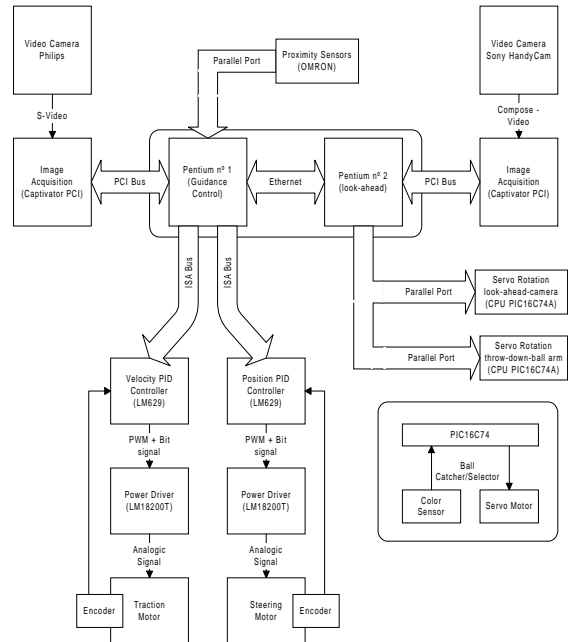 Video Camera
Philips
Proximity Sensors
(OMRON)
Video Camera
Sony HandyCam
Parallel Port
S-Video
Compose -
Video
Image
Acquisition
(Captivator PCI)
PCI Bus
Pentium nº 1
(Guidance
Control)
Ethernet
Pentium nº 2
(look-ahead)
PCI Bus
Image
Acquisition
(Captivator PCI)
ISA Bus
ISA Bus
Parallel Port
Servo Rotation
look-ahead-camera
(CPU PIC16C74A)
Parallel Port
Servo Rotation
throw-down-ball arm
(CPU PIC16C74A)
Velocity PID
Controller
(LM629)
Position PID
Controller
(LM629)
PWM + Bit
signal
PWM + Bit
signal
PIC16C74
Ball
Catcher/Selector
Color
Sensor
Servo Motor
Power Driver
(LM18200T)
Power Driver
(LM18200T)
Analogic
Signal
Analogic
Signal
Encoder
Traction
Motor
Steering
Motor
Encoder